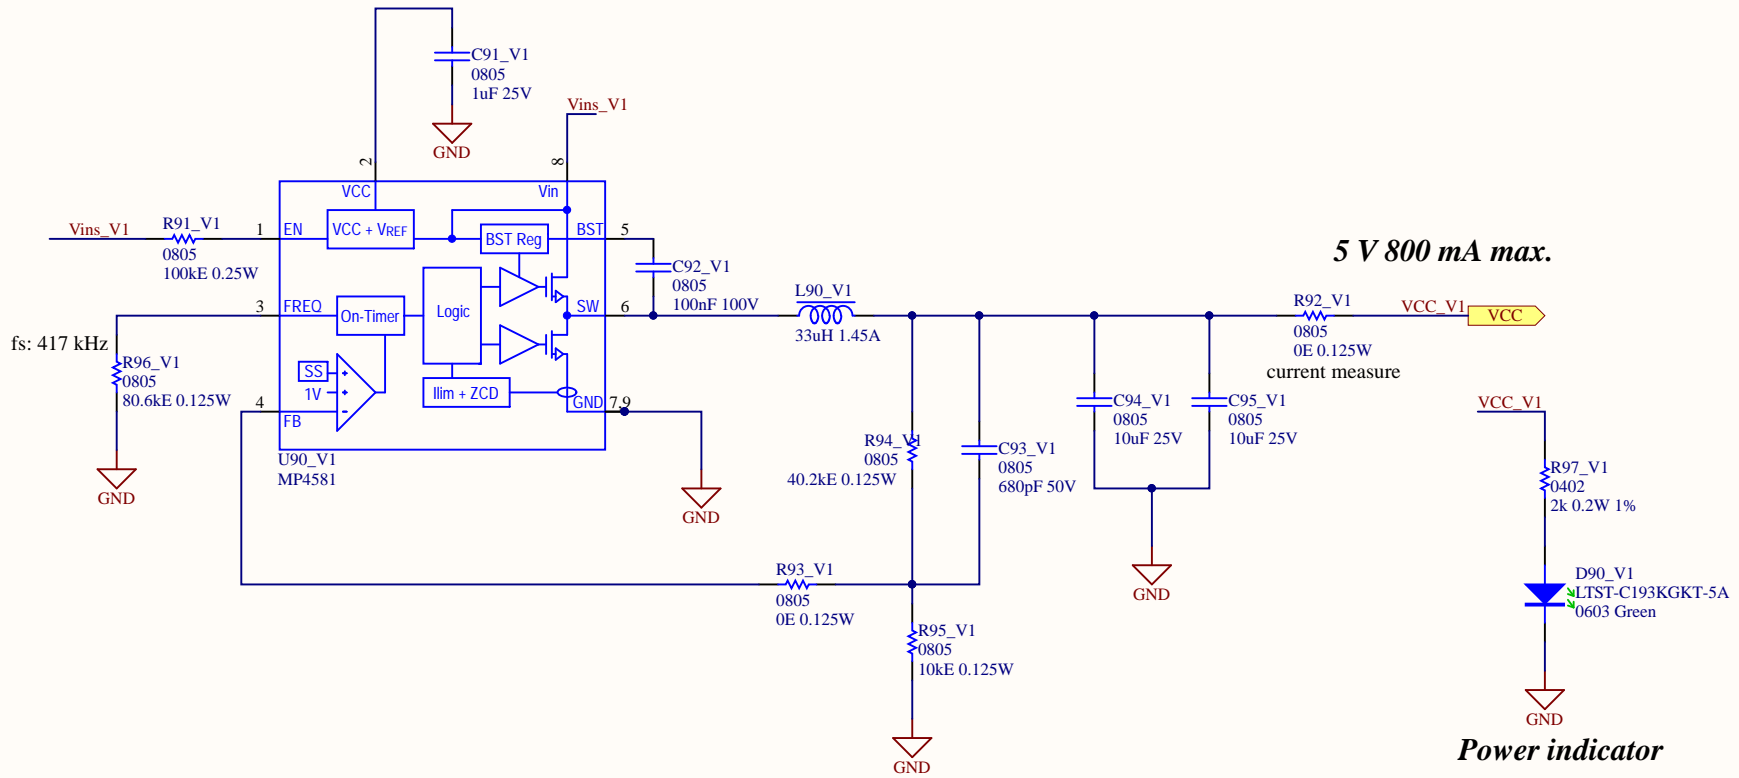 C91_V1
0805
1uF 25V
GND
Vins_V1
2
8
VCC
Vin
Vins_V1
R91_V1
0805
100kE 0.25W
1
EN
VCC + VREF
BST Reg
BST
5
C92_V1
0805
100nF 100V
3
FREQ
On-Timer
Logic
SW
6
fs: 417 kHz
R96_V1
0805
80.6kE 0.125W
GND
SS
1V
Ilim + ZCD
4
FB
GND
7,9
U90_V1
MP4581
GND
L90_V1
33uH 1.45A
5 V 800 mA max.
R92_V1
0805
0E 0.125W
current measure
VCC_V1
VCC
R94_V1
0805
40.2kE 0.125W
C93_V1
0805
680pF 50V
C94_V1
0805
10uF 25V
C95_V1
0805
10uF 25V
GND
R93_V1
0805
0E 0.125W
R95_V1
0805
10kE 0.125W
GND
VCC_V1
R97_V1
0402
2k 0.2W 1%
D90_V1
LTST-C193KGKT-5A
0603 Green
GND
Power indicator